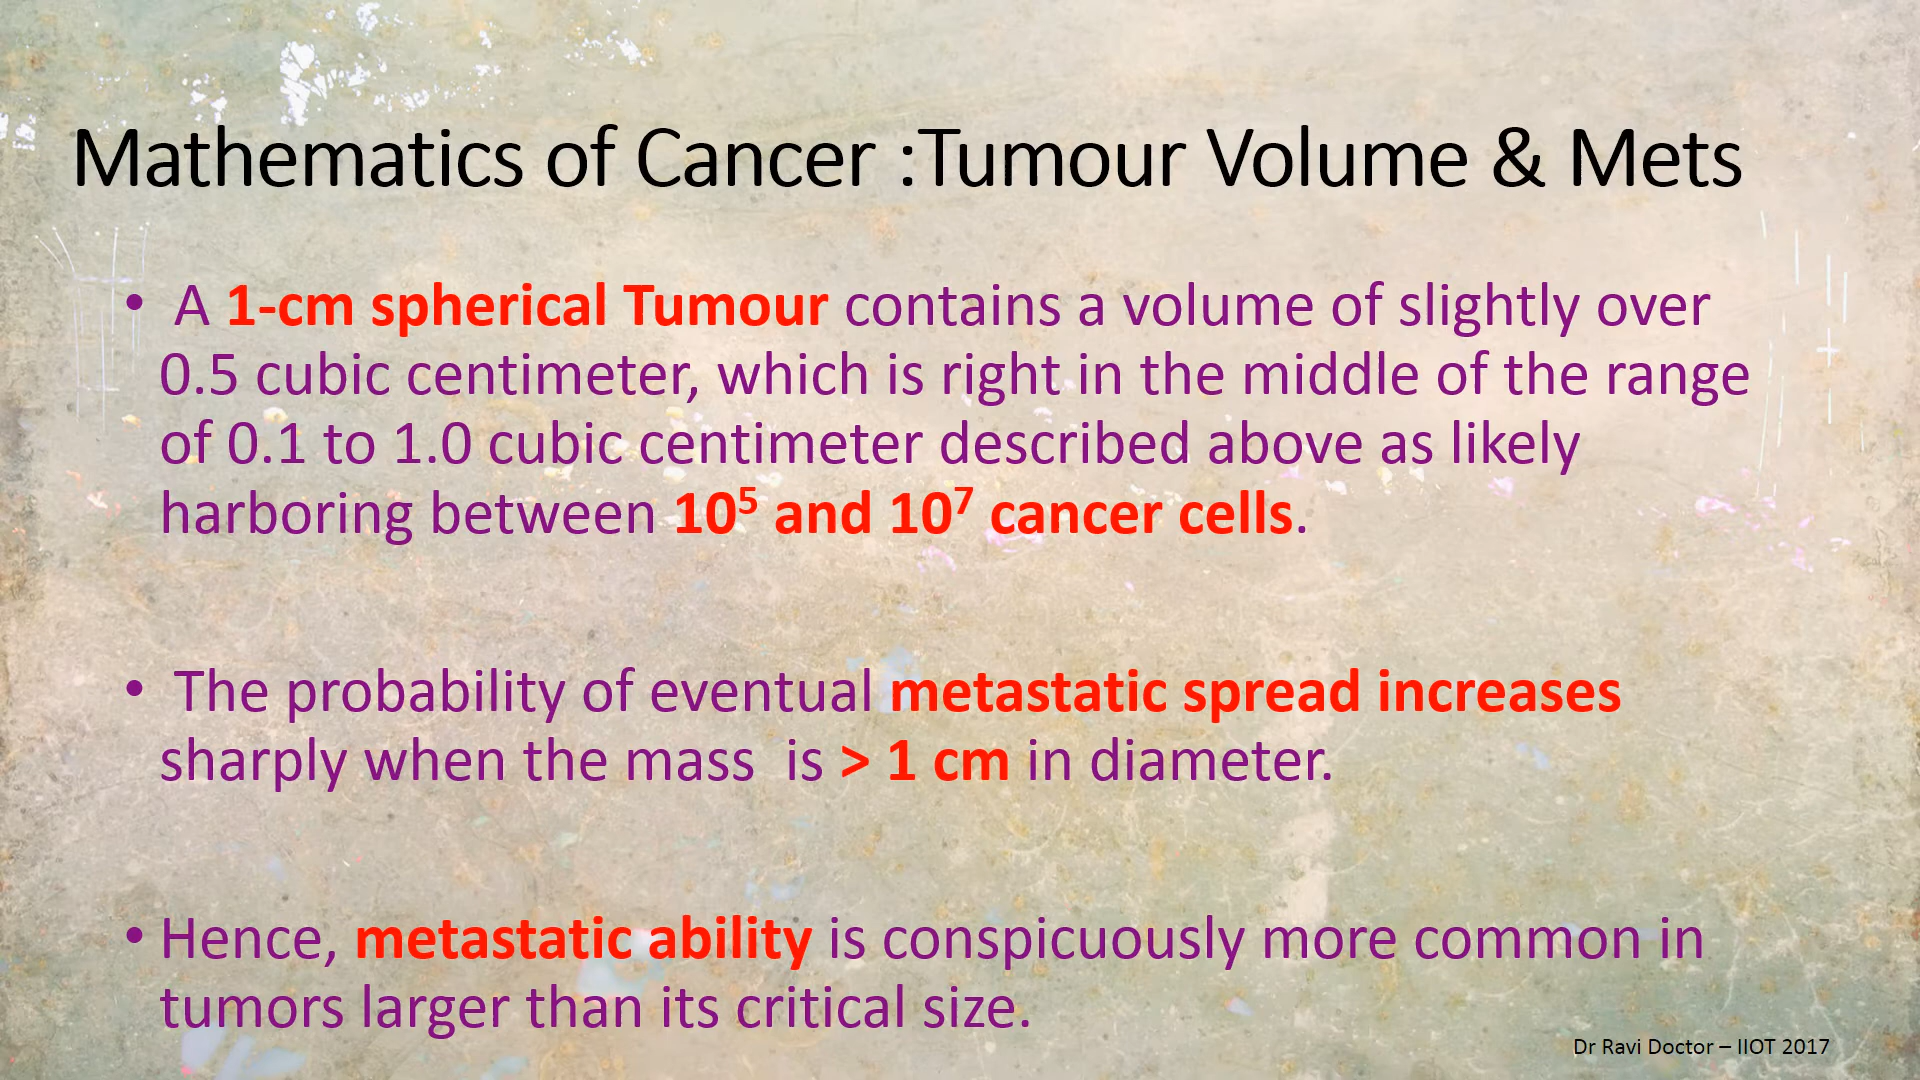 Mathematics of Cancer :Tumour Volume & Mets
• A 1-cm spherical Tumour contains a volume of slightly over
0.5 cubic centimeter, which is right in the middle of the range
of 0.1 to 1.0 cubic centimeter described above as likely
harboring between 10⁵ and 10⁷ cancer cells.
• The probability of eventual metastatic spread increases
sharply when the mass  is > 1 cm in diameter.
• Hence, metastatic ability is conspicuously more common in
tumors larger than its critical size.
Dr Ravi Doctor – IIOT 2017